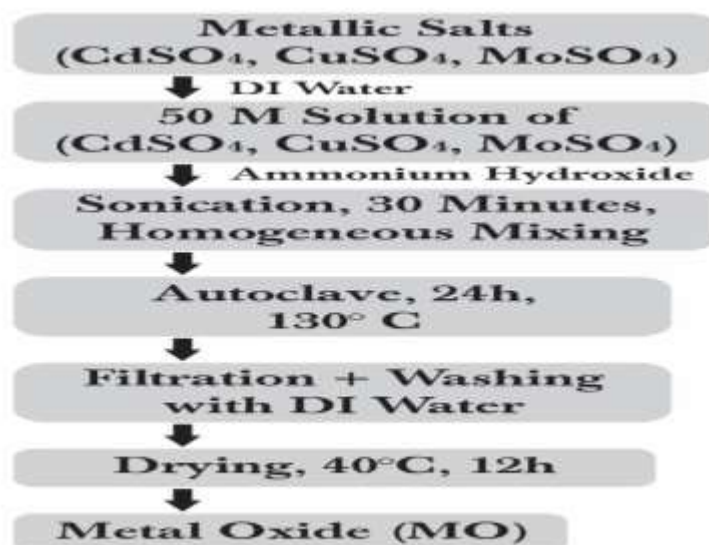 Metallic Salts
(CdSO₄, CuSO₄, MoSO₄)
DI Water
50 M Solution of
(CdSO₄, CuSO₄, MoSO₄)
Ammonium Hydroxide
Sonication, 30 Minutes,
Homogeneous Mixing
Autoclave, 24h,
130° C
Filtration + Washing
with DI Water
Drying, 40°C, 12h
Metal Oxide (MO)